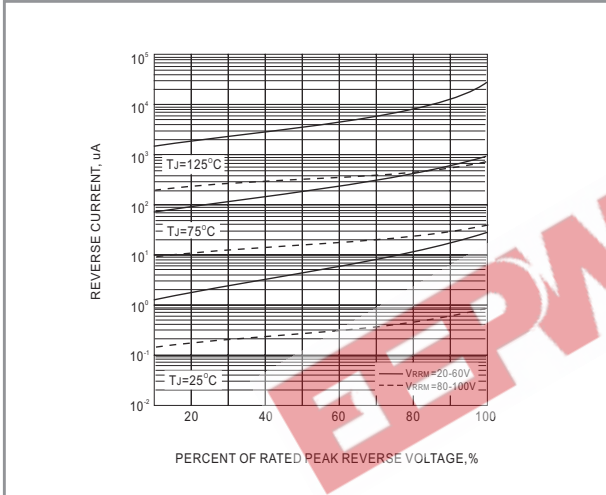 10⁵
10⁴
10³
10²
10¹
10⁰
10⁻¹
10⁻²
REVERSE CURRENT, uA
TJ=125°C
TJ=75°C
TJ=25°C
VRRM=20-60V
VRRM=80-100V
20 40 60 80 100
PERCENT OF RATED PEAK REVERSE VOLTAGE,%
EEPW